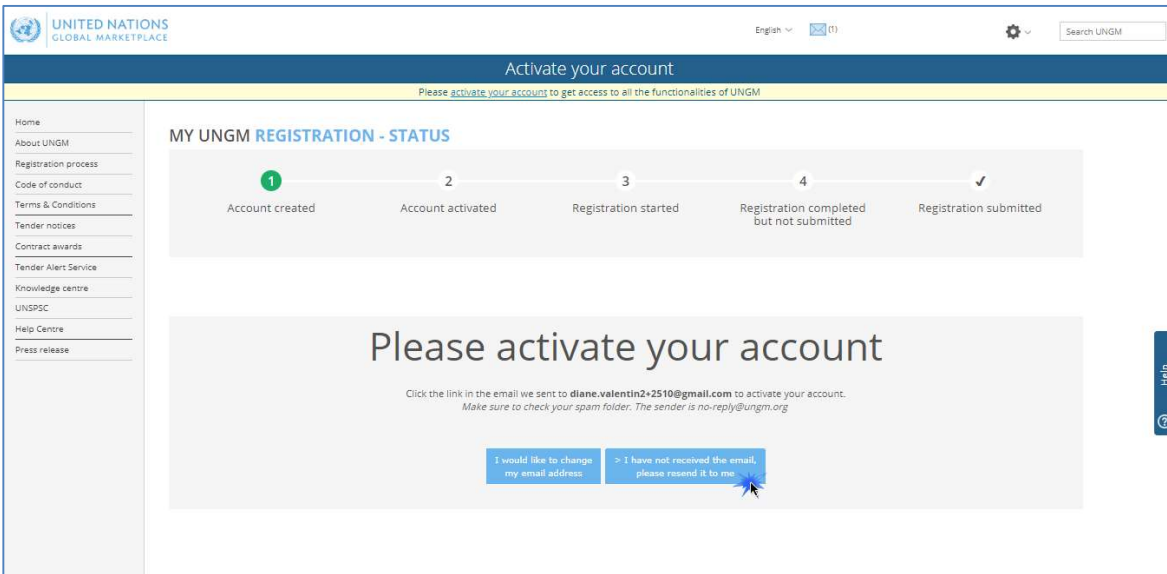 UNITED NATIONS
GLOBAL MARKETPLACE
English
(1)
Search UNGM
Activate your account
Please activate your account to get access to all the functionalities of UNGM
Home
About UNGM
Registration process
Code of conduct
Terms & Conditions
Tender notices
Contract awards
Tender Alert Service
Knowledge centre
UNSPSC
Help Centre
Press release
MY UNGM REGISTRATION - STATUS
1
2
3
4
✓
Account created
Account activated
Registration started
Registration completed
but not submitted
Registration submitted
Please activate your account
Click the link in the email we sent to diane.valentin2+2510@gmail.com to activate your account.
Make sure to check your spam folder. The sender is no-reply@ungm.org
I would like to change
my email address
> I have not received the email,
please resend it to me
Help
?